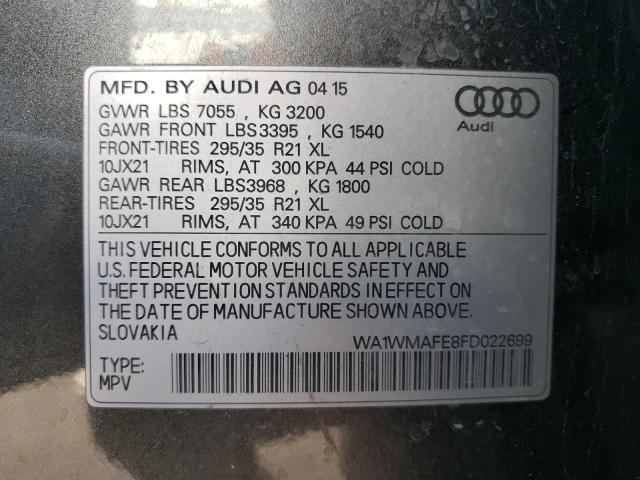 MFD. BY AUDI AG 04 15
GVWR LBS 7055 , KG 3200
GAWR FRONT LBS3395 , KG 1540
FRONT-TIRES 295/35 R21 XL
10JX21 RIMS, AT 300 KPA 44 PSI COLD
GAWR REAR LBS3968 , KG 1800
REAR-TIRES 295/35 R21 XL
10JX21 RIMS, AT 340 KPA 49 PSI COLD
Audi
THIS VEHICLE CONFORMS TO ALL APPLICABLE
U.S. FEDERAL MOTOR VEHICLE SAFETY AND
THEFT PREVENTION STANDARDS IN EFFECT ON
THE DATE OF MANUFACTURE SHOWN ABOVE.
SLOVAKIA WA1WMAFE8FD022699
TYPE:
MPV